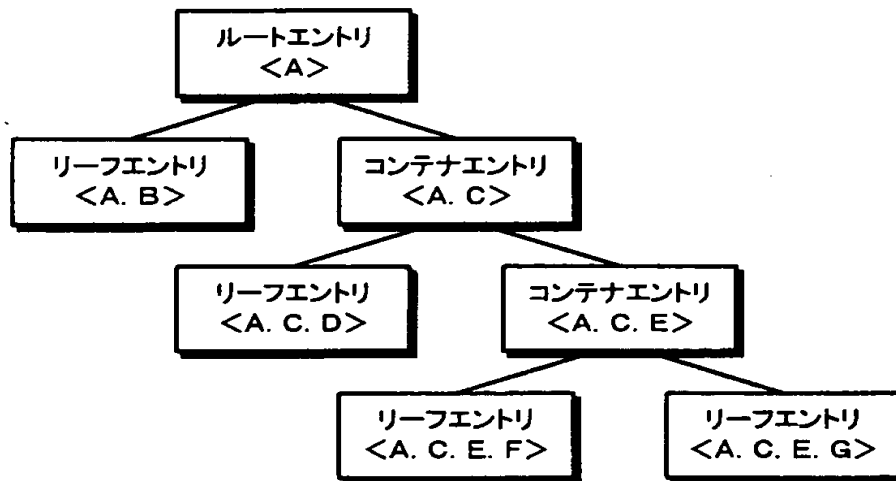 ルートエントリ
<A>
リーフエントリ
<A. B>
コンテナエントリ
<A. C>
リーフエントリ
<A. C. D>
コンテナエントリ
<A. C. E>
リーフエントリ
<A. C. E. F>
リーフエントリ
<A. C. E. G>